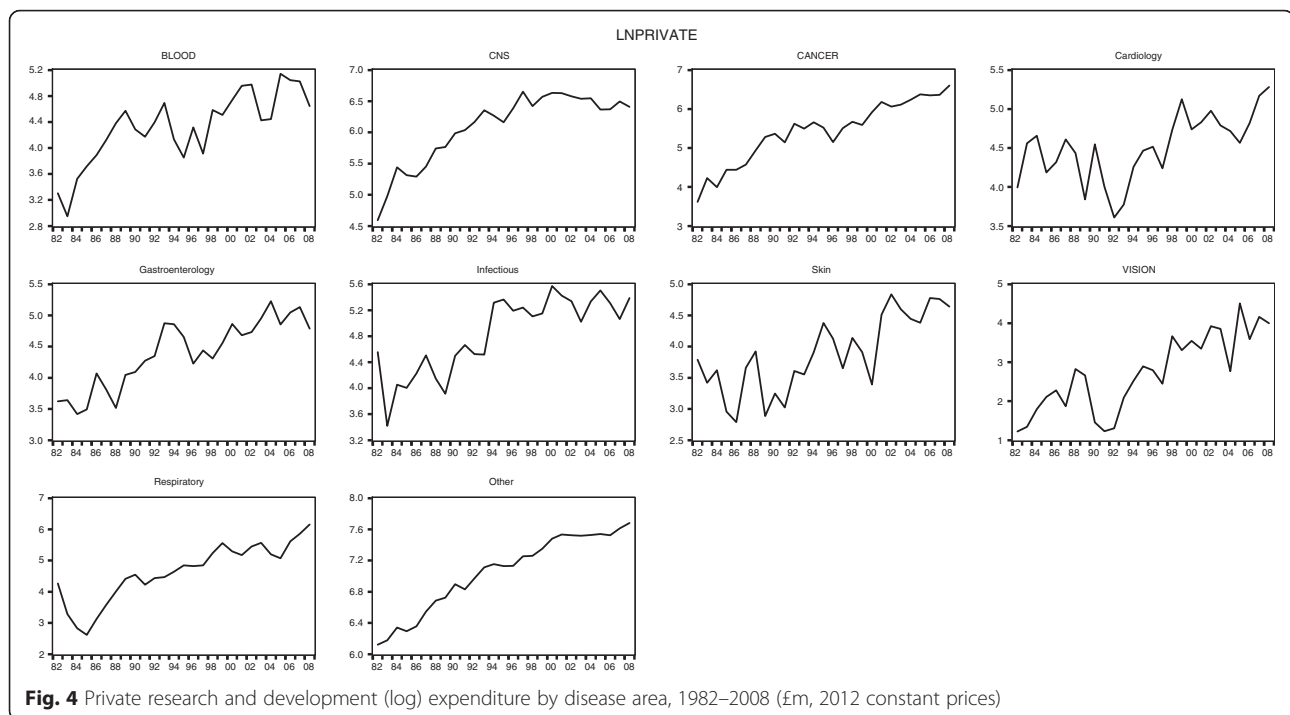 LNPRIVATE
BLOOD
5.2
4.8
4.4
4.0
3.6
3.2
2.8
82 84 86 88 90 92 94 96 98 00 02 04 06 08
CNS
7.0
6.5
6.0
5.5
5.0
4.5
82 84 86 88 90 92 94 96 98 00 02 04 06 08
CANCER
7
6
5
4
3
82 84 86 88 90 92 94 96 98 00 02 04 06 08
Cardiology
5.5
5.0
4.5
4.0
3.5
82 84 86 88 90 92 94 96 98 00 02 04 06 08
Gastroenterology
5.5
5.0
4.5
4.0
3.5
3.0
82 84 86 88 90 92 94 96 98 00 02 04 06 08
Infectious
5.6
5.2
4.8
4.4
4.0
3.6
3.2
82 84 86 88 90 92 94 96 98 00 02 04 06 08
Skin
5.0
4.5
4.0
3.5
3.0
2.5
82 84 86 88 90 92 94 96 98 00 02 04 06 08
VISION
5
4
3
2
1
82 84 86 88 90 92 94 96 98 00 02 04 06 08
Respiratory
7
6
5
4
3
2
82 84 86 88 90 92 94 96 98 00 02 04 06 08
Other
8.0
7.6
7.2
6.8
6.4
6.0
82 84 86 88 90 92 94 96 98 00 02 04 06 08
Fig. 4 Private research and development (log) expenditure by disease area, 1982–2008 (£m, 2012 constant prices)